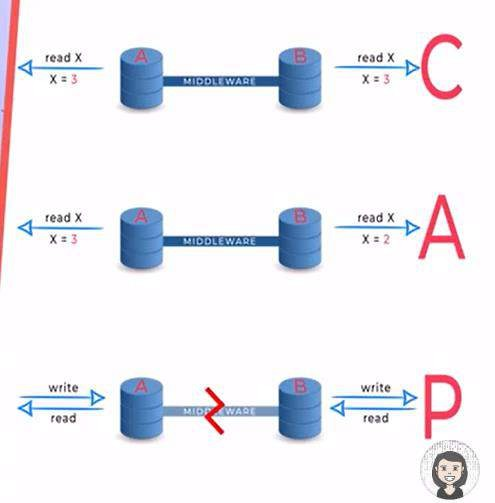 read X A B read X C
X = 3 MIDDLEWARE X = 3
read X A B read X A
X = 3 MIDDLEWARE X = 2
write A B write P
read MIDDLEWARE read